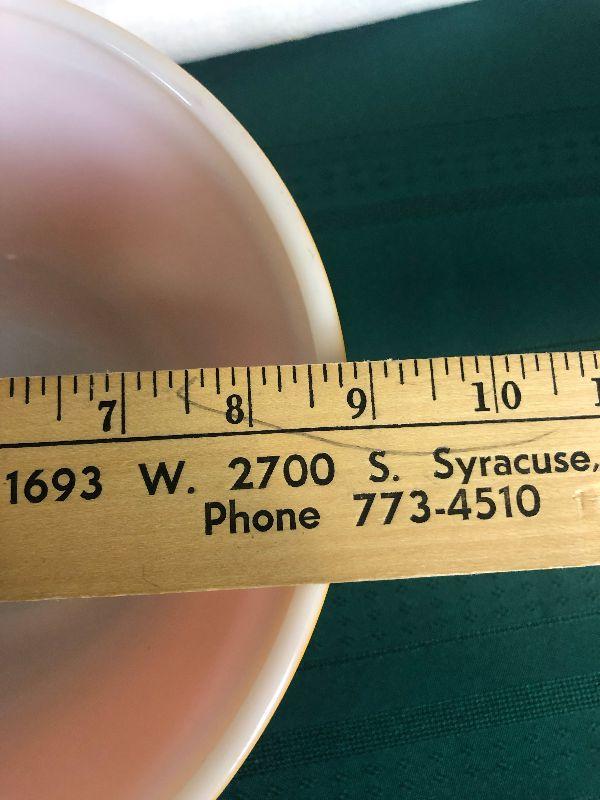 7 8 9 10
1693 W. 2700 S. Syracuse,
Phone 773-4510